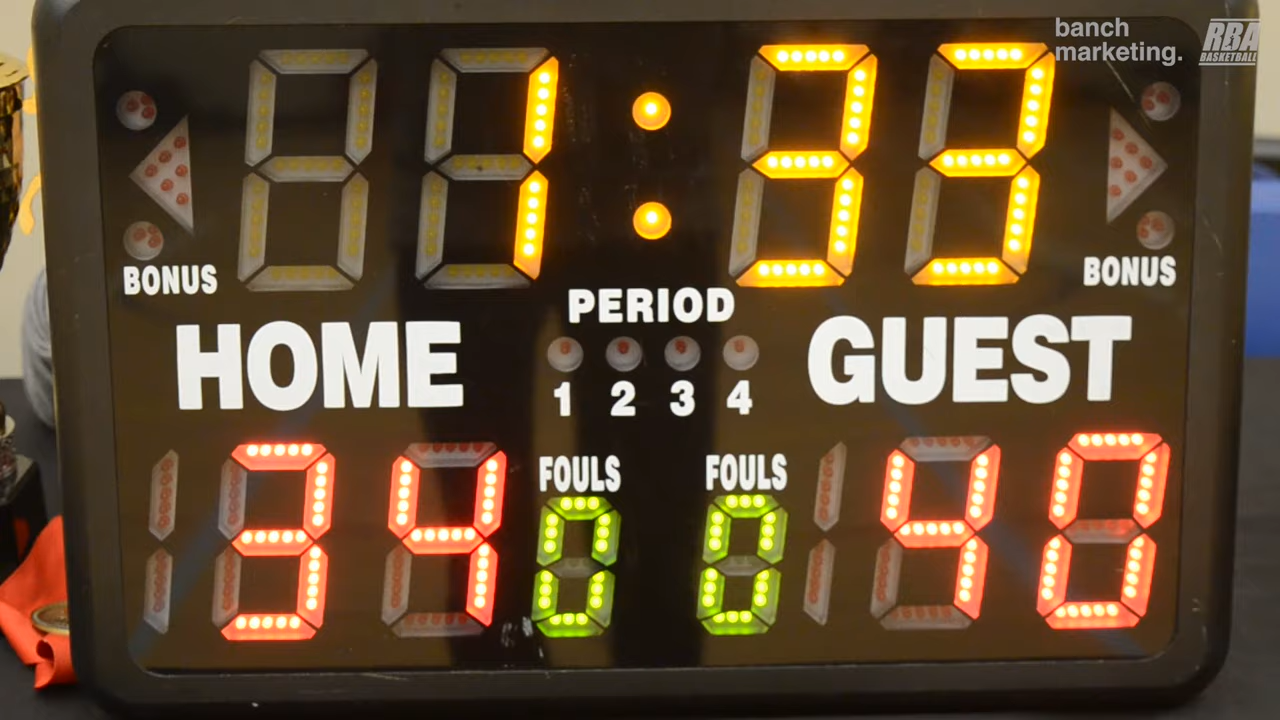 banch
marketing.
RBA
BASKETBALL
1:33
BONUS
BONUS
PERIOD
HOME
GUEST
1 2 3 4
FOULS
FOULS
34
0
0
40